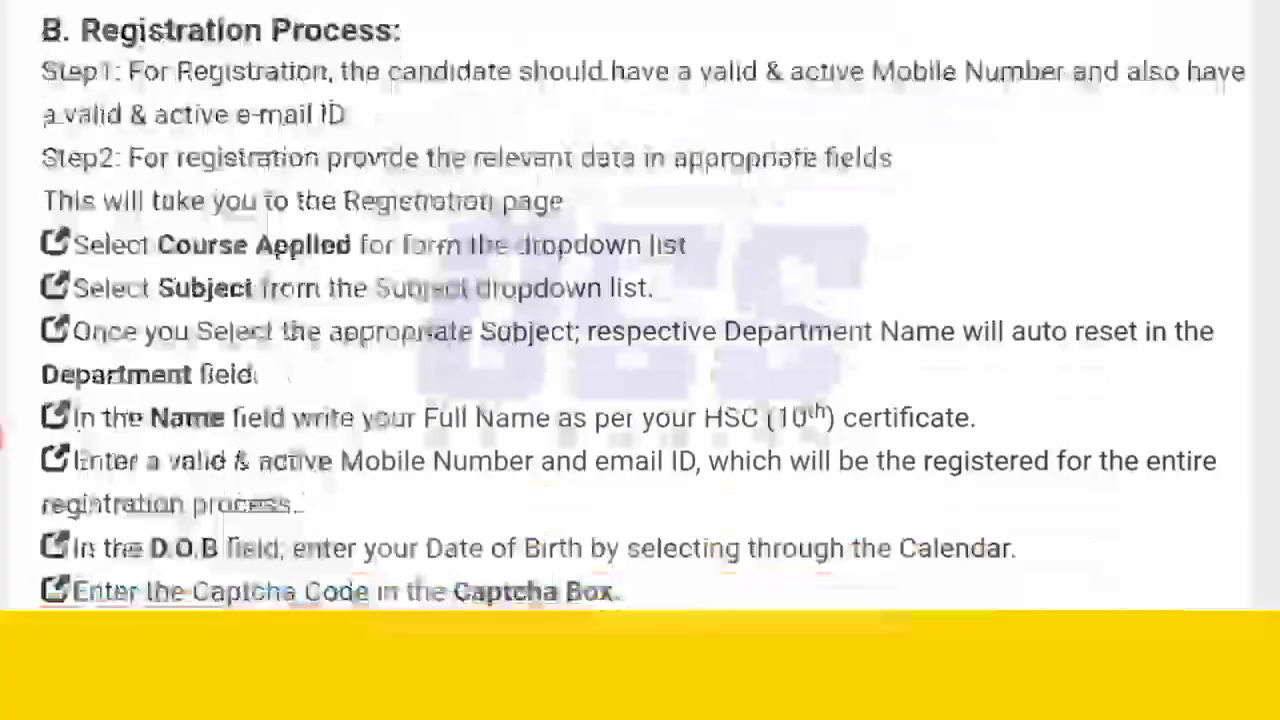 B. Registration Process:
Step1: For Registration, the candidate should have a valid & active Mobile Number and also have
a valid & active e-mail ID
Step2: For registration provide the relevant data in appropriate fields
This will take you to the Registration page
Select Course Applied for form the dropdown list
Select Subject from the Subject dropdown list.
Once you Select the appropriate Subject; respective Department Name will auto reset in the
Department field.
In the Name field write your Full Name as per your HSC (10th) certificate.
Enter a valid & active Mobile Number and email ID, which will be the registered for the entire
registration process.
In the D.O.B field, enter your Date of Birth by selecting through the Calendar.
Enter the Captcha Code in the Captcha Box.